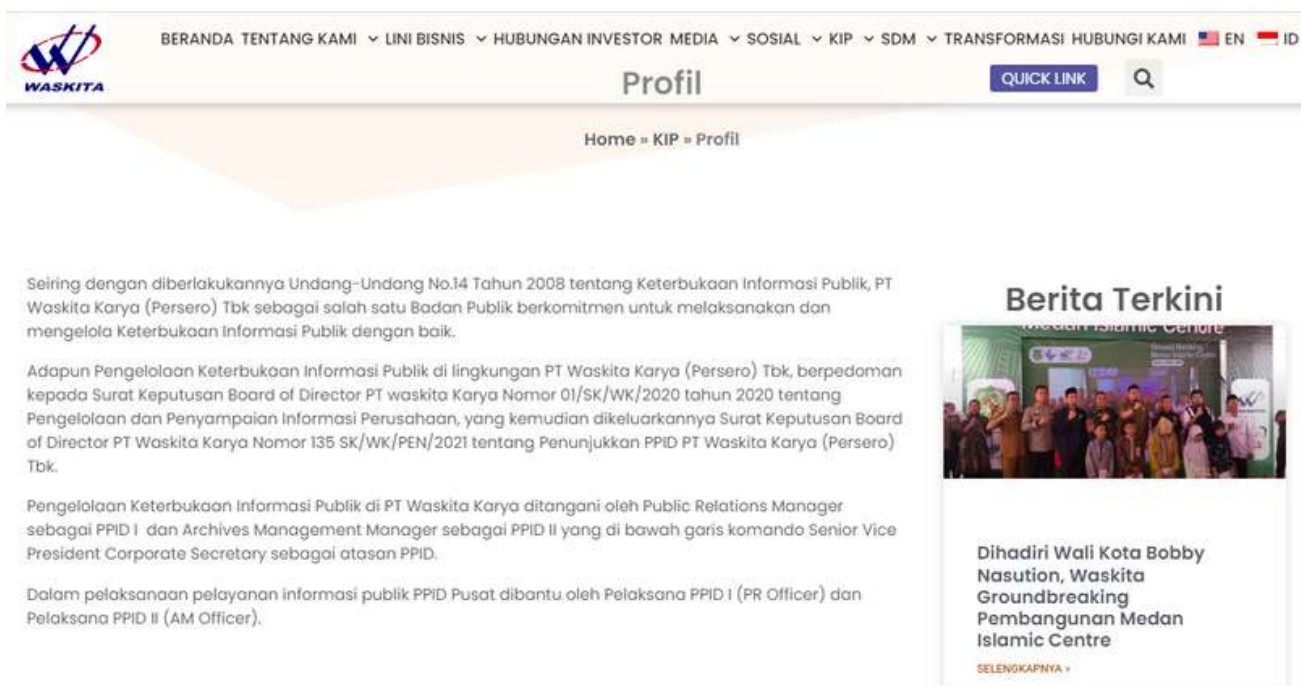 BERANDA TENTANG KAMI LINI BISNIS HUBUNGAN INVESTOR MEDIA SOSIAL KIP SDM TRANSFORMASI HUBUNGI KAMI EN ID
WASKITA
Profil
QUICK LINK
Home » KIP » Profil
Seiring dengan diberlakukannya Undang-Undang No.14 Tahun 2008 tentang Keterbukaan Informasi Publik, PT
Waskita Karya (Persero) Tbk sebagai salah satu Badan Publik berkomitmen untuk melaksanakan dan
mengelola Keterbukaan Informasi Publik dengan baik.
Adapun Pengelolaan Keterbukaan Informasi Publik di lingkungan PT Waskita Karya (Persero) Tbk, berpedoman
kepada Surat Keputusan Board of Director PT waskita Karya Nomor 01/SK/WK/2020 tahun 2020 tentang
Pengelolaan dan Penyampaian Informasi Perusahaan, yang kemudian dikeluarkannya Surat Keputusan Board
of Director PT Waskita Karya Nomor 135 SK/WK/PEN/2021 tentang Penunjukkan PPID PT Waskita Karya (Persero)
Tbk.
Pengelolaan Keterbukaan Informasi Publik di PT Waskita Karya ditangani oleh Public Relations Manager
sebagai PPID I dan Archives Management Manager sebagai PPID II yang di bawah garis komando Senior Vice
President Corporate Secretary sebagai atasan PPID.
Dalam pelaksanaan pelayanan informasi publik PPID Pusat dibantu oleh Pelaksana PPID I (PR Officer) dan
Pelaksana PPID II (AM Officer).
Berita Terkini
Medan Islamic Centre
Dihadiri Wali Kota Bobby
Nasution, Waskita
Groundbreaking
Pembangunan Medan
Islamic Centre
SELENGKAPNYA »